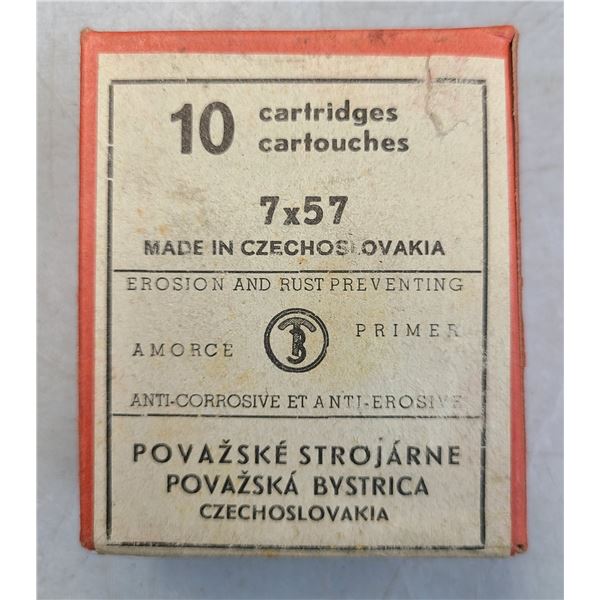 10 cartridges
cartouches
7x57
MADE IN CZECHOSLOVAKIA
EROSION AND RUST PREVENTING
PRIMER
AMORCE
ANTI-CORROSIVE ET ANTI-EROSIVE
POVAŽSKÉ STROJÁRNE
POVAŽSKÁ BYSTRICA
CZECHOSLOVAKIA